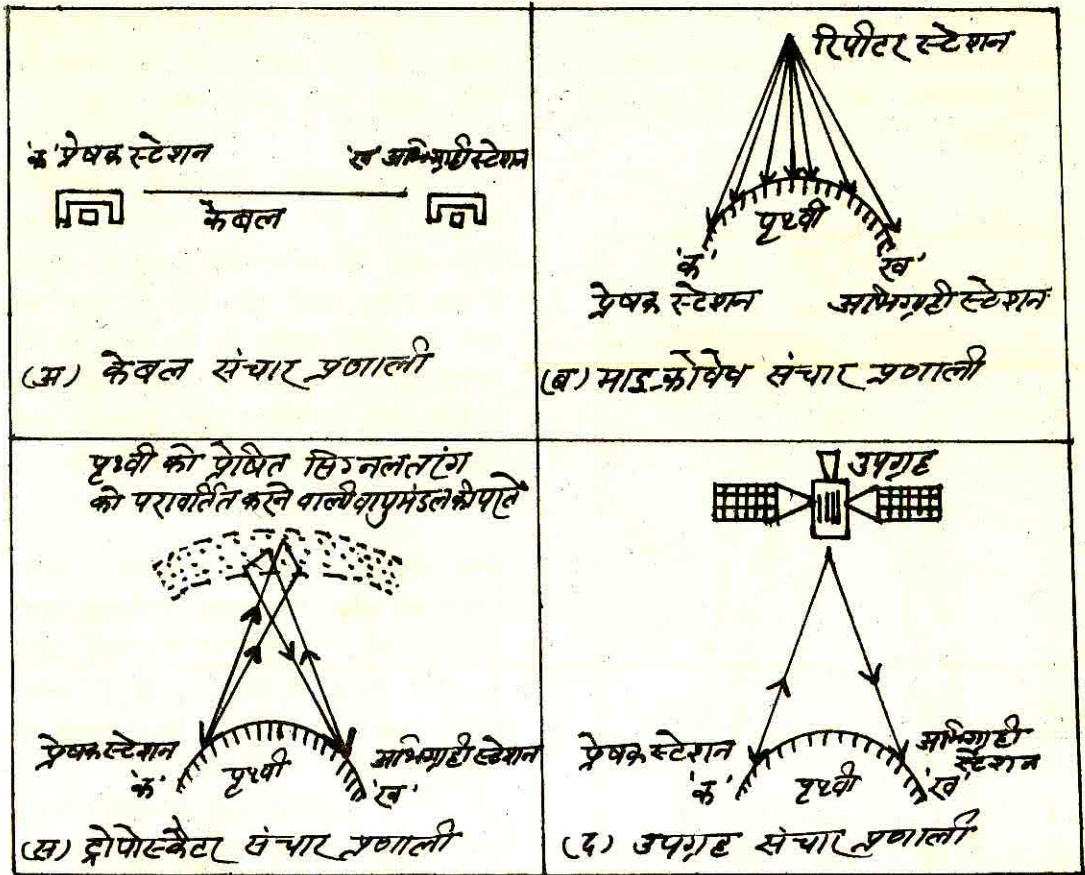 'क' प्रेषक स्टेशन
'ख' अभिग्राही स्टेशन
केबल
(अ) केबल संचार प्रणाली
रिपीटर स्टेशन
पृथ्वी
'क'
'ख'
प्रेषक स्टेशन
अभिग्राही स्टेशन
(ब) माइक्रोवेव संचार प्रणाली
पृथ्वी को प्रेषित सिग्नल तरंग
को परावर्तित करने वाली वायुमंडल की पर्तें
प्रेषक स्टेशन
'क'
पृथ्वी
अभिग्राही स्टेशन
'ख'
(स) ट्रोपोस्कैटर संचार प्रणाली
उपग्रह
प्रेषक स्टेशन
'क'
पृथ्वी
अभिग्राही
स्टेशन
'ख'
(द) उपग्रह संचार प्रणाली